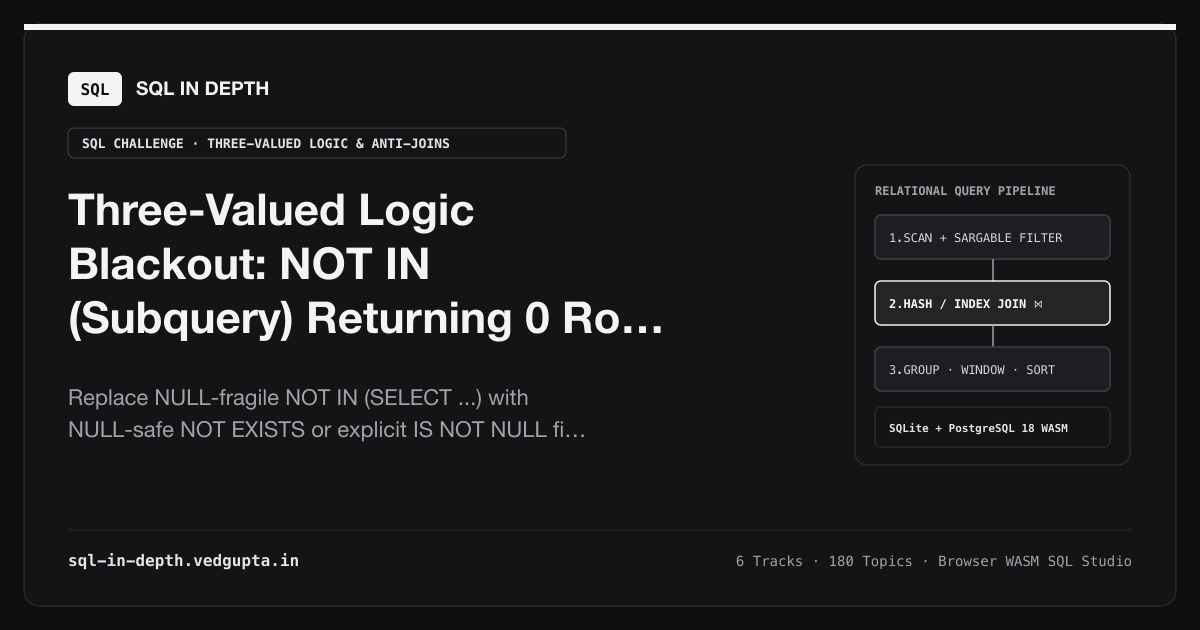 SQL SQL IN DEPTH
SQL CHALLENGE · THREE-VALUED LOGIC & ANTI-JOINS
Three-Valued Logic
Blackout: NOT IN
(Subquery) Returning 0 Ro…
Replace NULL-fragile NOT IN (SELECT ...) with
NULL-safe NOT EXISTS or explicit IS NOT NULL fi…
RELATIONAL QUERY PIPELINE
1.SCAN + SARGABLE FILTER
2.HASH / INDEX JOIN ⋈
3.GROUP · WINDOW · SORT
SQLite + PostgreSQL 18 WASM
sql-in-depth.vedgupta.in
6 Tracks · 180 Topics · Browser WASM SQL Studio